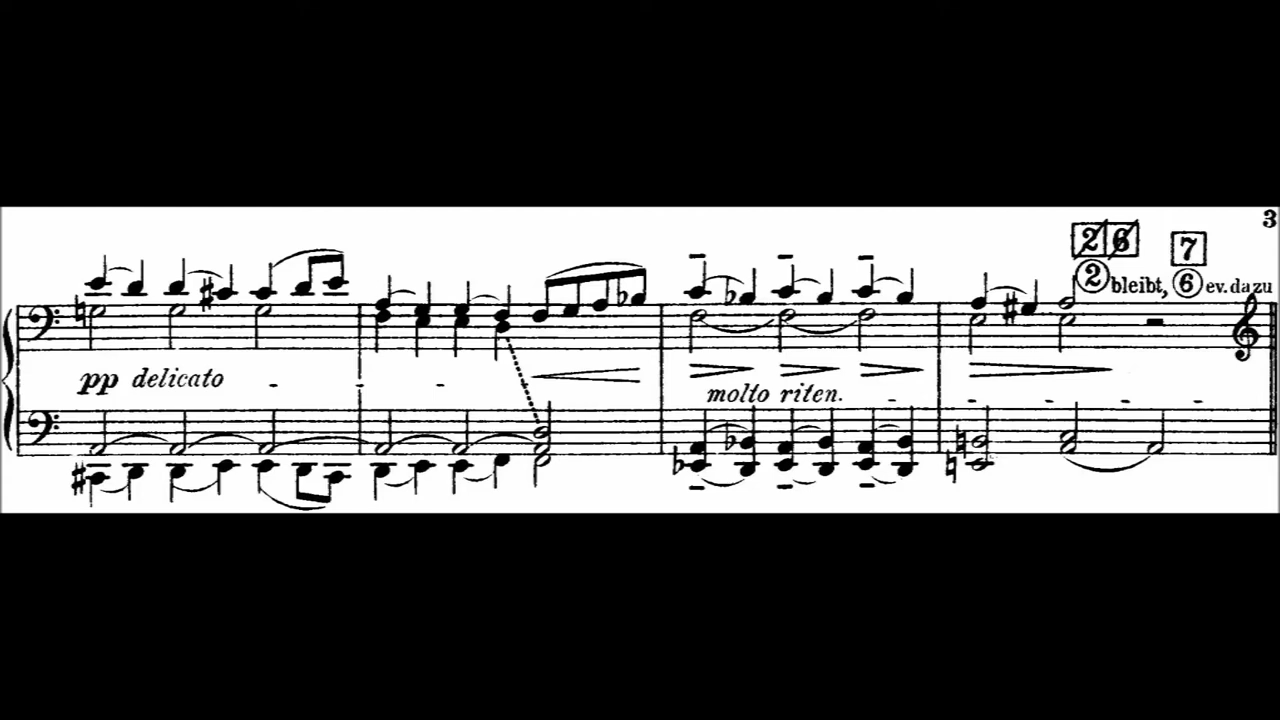 3
2 6 7
2 bleibt, 6 ev. dazu
pp delicato
molto riten.